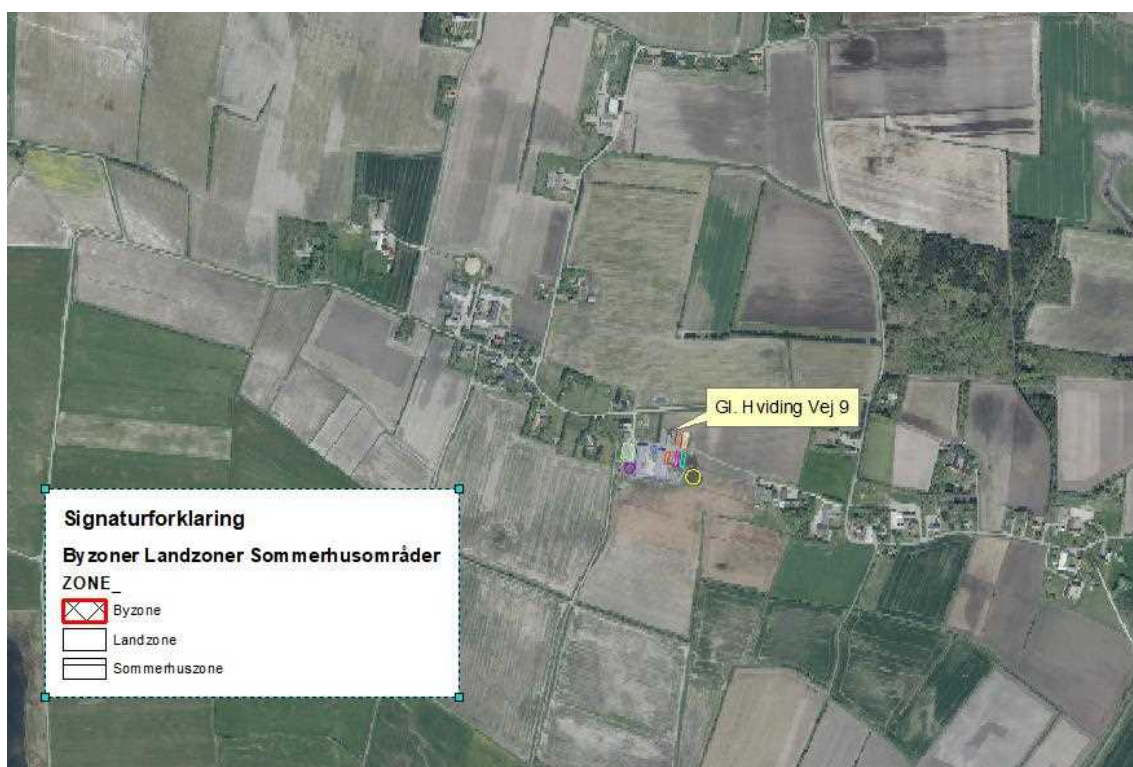 Gl. Hviding Vej 9
Signaturforklaring
Byzoner Landzoner Sommerhusområder
ZONE_
Byzone
Landzone
Sommerhuszone